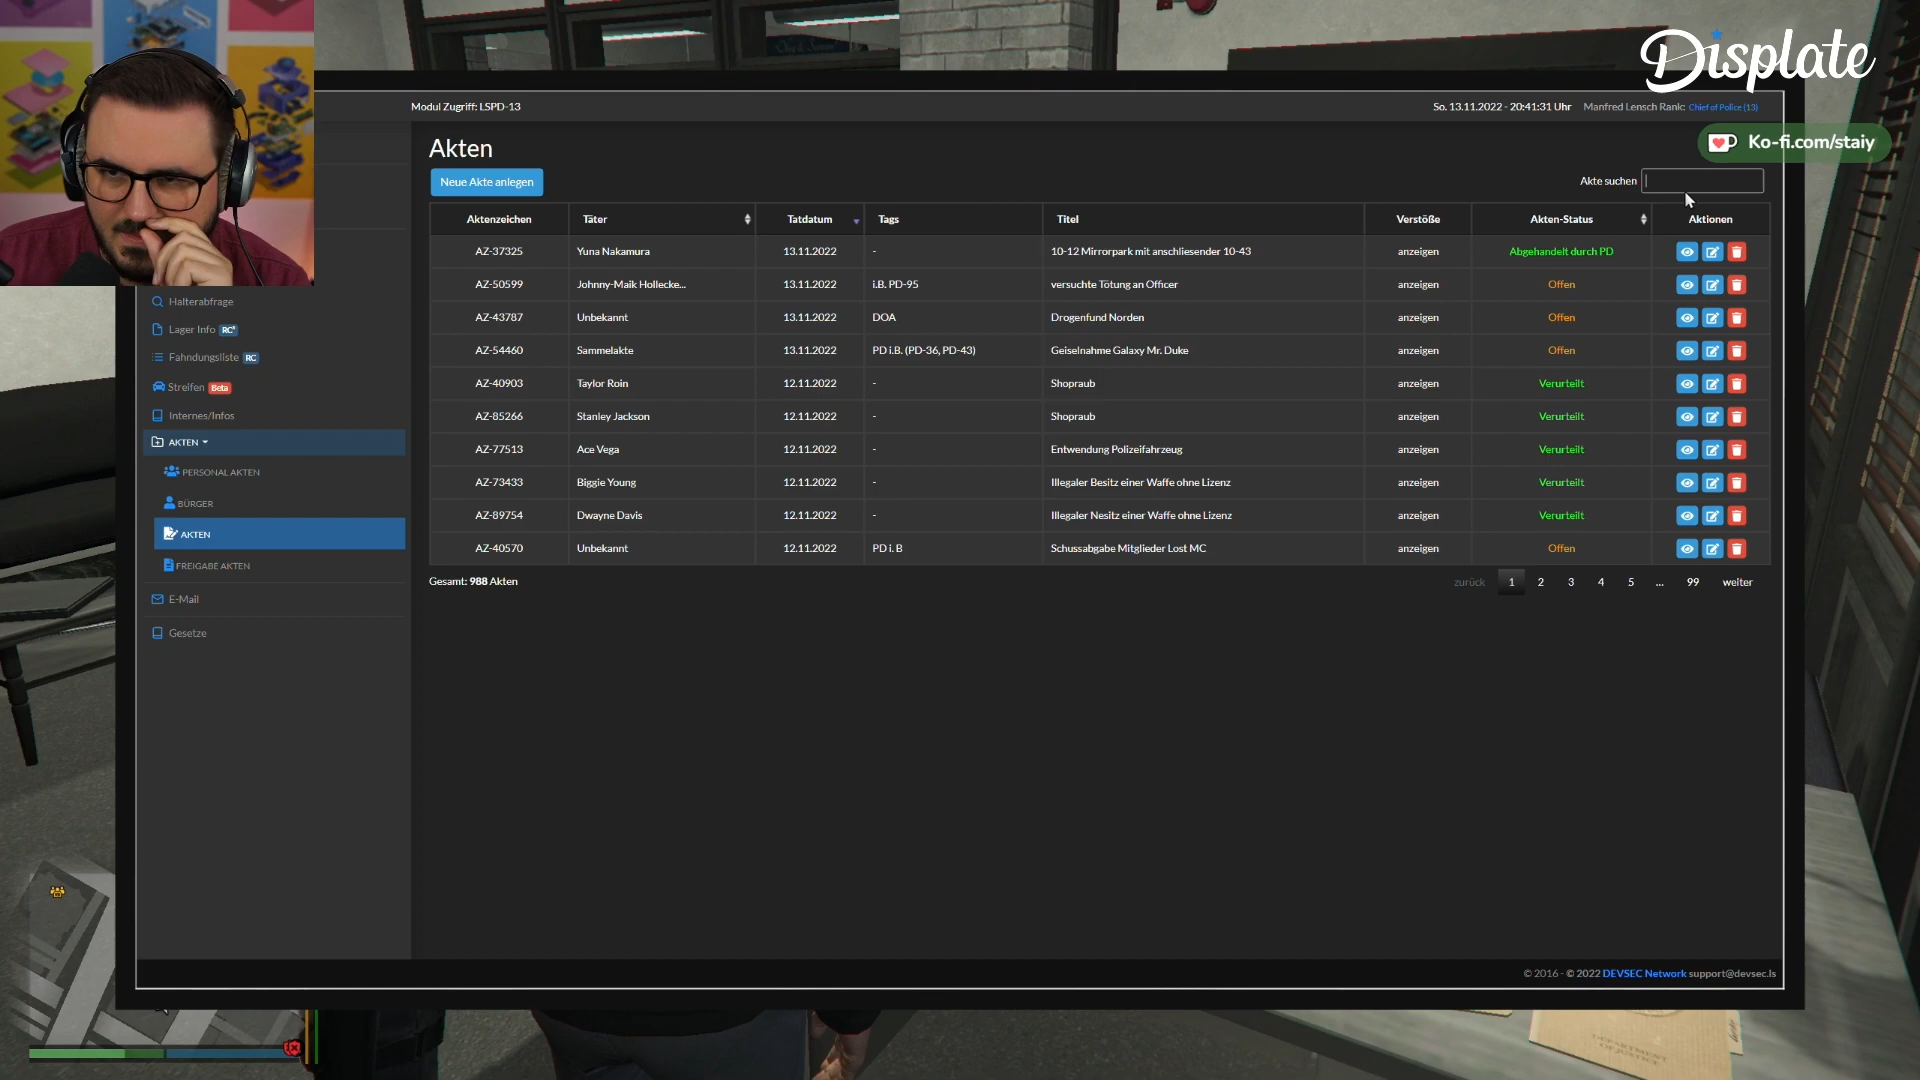 Displate
Modul Zugriff: LSPD-13
So. 13.11.2022 - 20:41:31 Uhr Manfred Lensch Rank: Chief of Police (13)
Ko-fi.com/staiy
Akten
Neue Akte anlegen
Akte suchen
Aktenzeichen Täter Tatdatum Tags Titel Verstöße Akten-Status Aktionen
AZ-37325 Yuna Nakamura 13.11.2022 - 10-12 Mirrorpark mit anschliesender 10-43 anzeigen Abgehandelt durch PD
AZ-50599 Johnny-Maik Hollecke... 13.11.2022 i.B. PD-95 versuchte Tötung an Officer anzeigen Offen
AZ-43787 Unbekannt 13.11.2022 DOA Drogenfund Norden anzeigen Offen
AZ-54460 Sammelakte 13.11.2022 PD i.B. (PD-36, PD-43) Geiselnahme Galaxy Mr. Duke anzeigen Offen
AZ-40903 Taylor Roin 12.11.2022 - Shopraub anzeigen Verurteilt
AZ-85266 Stanley Jackson 12.11.2022 - Shopraub anzeigen Verurteilt
AZ-77513 Ace Vega 12.11.2022 - Entwendung Polizeifahrzeug anzeigen Verurteilt
AZ-73433 Biggie Young 12.11.2022 - Illegaler Besitz einer Waffe ohne Lizenz anzeigen Verurteilt
AZ-89754 Dwayne Davis 12.11.2022 - Illegaler Nesitz einer Waffe ohne Lizenz anzeigen Verurteilt
AZ-40570 Unbekannt 12.11.2022 PD i. B Schussabgabe Mitglieder Lost MC anzeigen Offen
Gesamt: 988 Akten
zurück 1 2 3 4 5 ... 99 weiter
Halterabfrage
Lager Info RC*
Fahndungsliste RC
Streifen Beta
Internes/Infos
AKTEN
PERSONAL AKTEN
BÜRGER
AKTEN
FREIGABE AKTEN
E-Mail
Gesetze
© 2016 - © 2022 DEVSEC Network support@devsec.ls
DEPARTMENT
OF JUSTICE